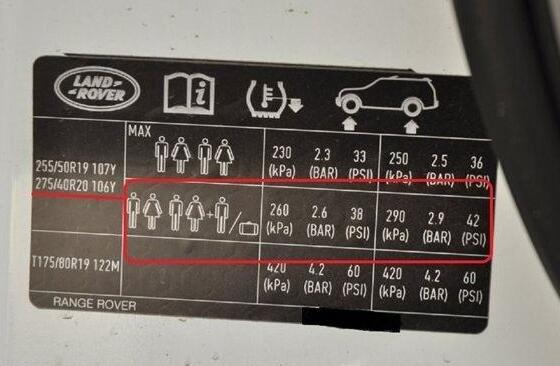 LAND-
ROVER
MAX
255/50R19 107Y
275/40R20 106Y
230 2.3 33 250 2.5 36
(kPa) (BAR) (PSI) (kPa) (BAR) (PSI)
260 2.6 38 290 2.9 42
(kPa) (BAR) (PSI) (kPa) (BAR) (PSI)
T175/80R19 122M
420 4.2 60 420 4.2 60
(kPa) (BAR) (PSI) (kPa) (BAR) (PSI)
RANGE ROVER